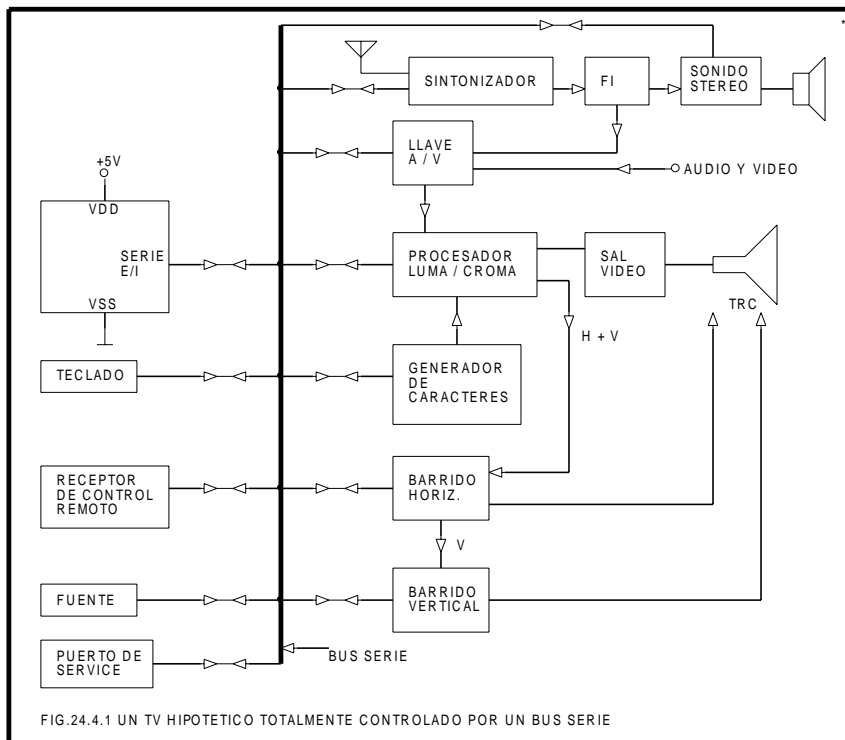 *
SINTONIZADOR
FI
SONIDO
STEREO
LLAVE
A / V
AUDIO Y VIDEO
+5V
VDD
SERIE
E/I
VSS
PROCESADOR
LUMA / CROMA
SAL
VIDEO
TRC
H + V
TECLADO
GENERADOR
DE
CARACTERES
RECEPTOR
DE CONTROL
REMOTO
BARRIDO
HORIZ.
V
FUENTE
BARRIDO
VERTICAL
PUERTO DE
SERVICE
BUS SERIE
FIG.24.4.1 UN TV HIPOTETICO TOTALMENTE CONTROLADO POR UN BUS SERIE